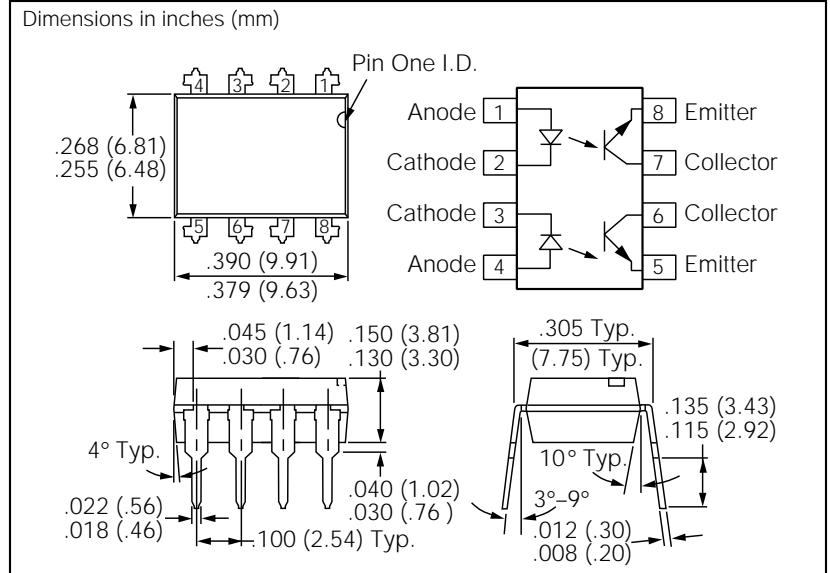 Dimensions in inches (mm)
Pin One I.D.
4 3 2 1
5 6 7 8
.268 (6.81)
.255 (6.48)
.390 (9.91)
.379 (9.63)
Anode 1
8 Emitter
Cathode 2
7 Collector
Cathode 3
6 Collector
Anode 4
5 Emitter
.045 (1.14)
.030 (.76)
.150 (3.81)
.130 (3.30)
4° Typ.
.022 (.56)
.018 (.46)
.040 (1.02)
.030 (.76 )
.100 (2.54) Typ.
.305 Typ.
(7.75) Typ.
.135 (3.43)
.115 (2.92)
10° Typ.
3°–9°
.012 (.30)
.008 (.20)